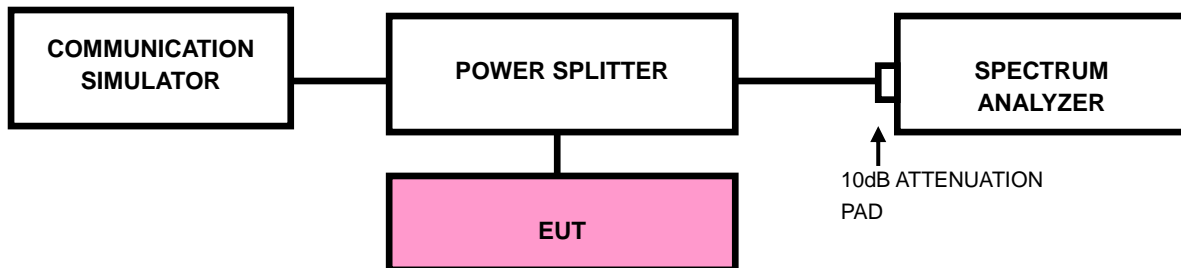 COMMUNICATION
SIMULATOR
POWER SPLITTER
SPECTRUM
ANALYZER
10dB ATTENUATION
PAD
EUT